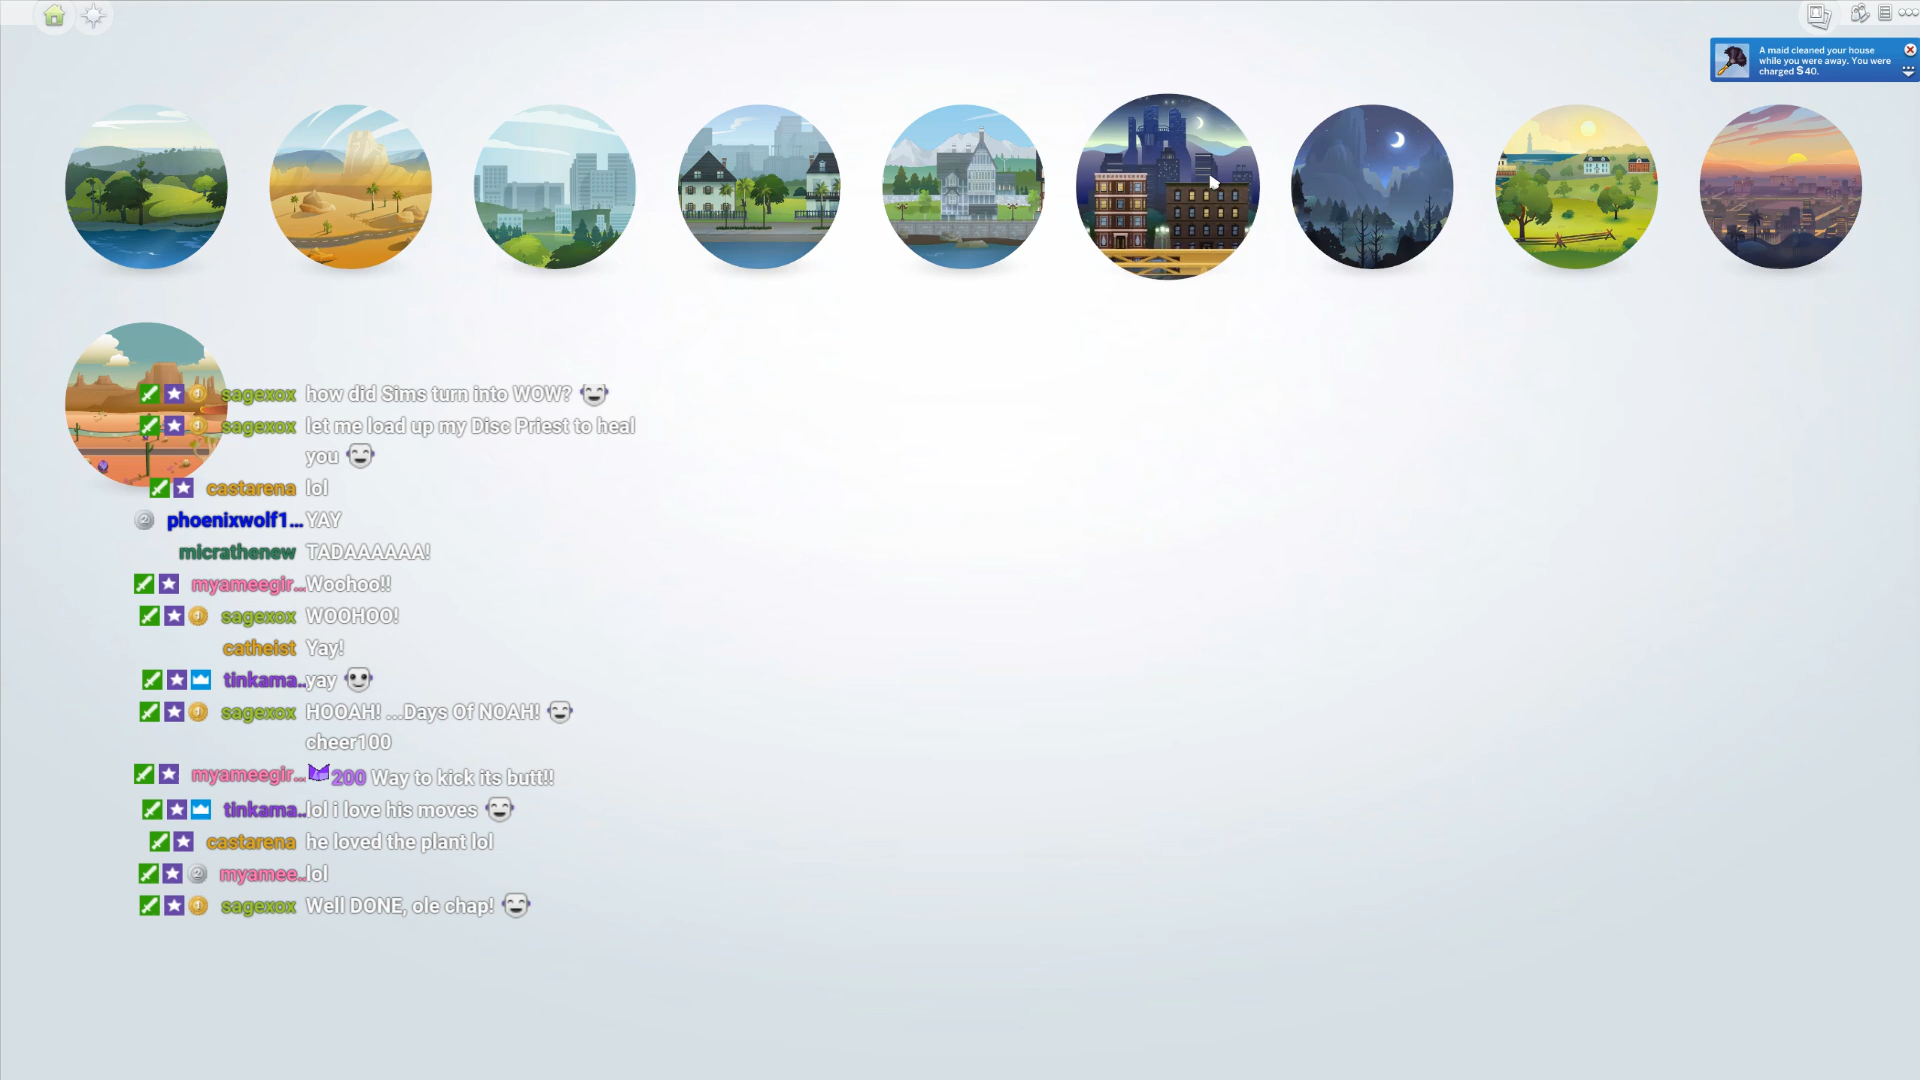 A maid cleaned your house
while you were away. You were
charged §40.
sagexox how did Sims turn into WOW?
sagexox let me load up my Disc Priest to heal
you
castarena lol
phoenixwolf1... YAY
micrathenew TADAAAAAA!
myameegir... Woohoo!!
sagexox WOOHOO!
catheist Yay!
tinkama.. yay
sagexox HOOAH! ...Days Of NOAH!
cheer100
myameegir... 200 Way to kick its butt!!
tinkama.. lol i love his moves
castarena he loved the plant lol
myamee.. lol
sagexox Well DONE, ole chap!